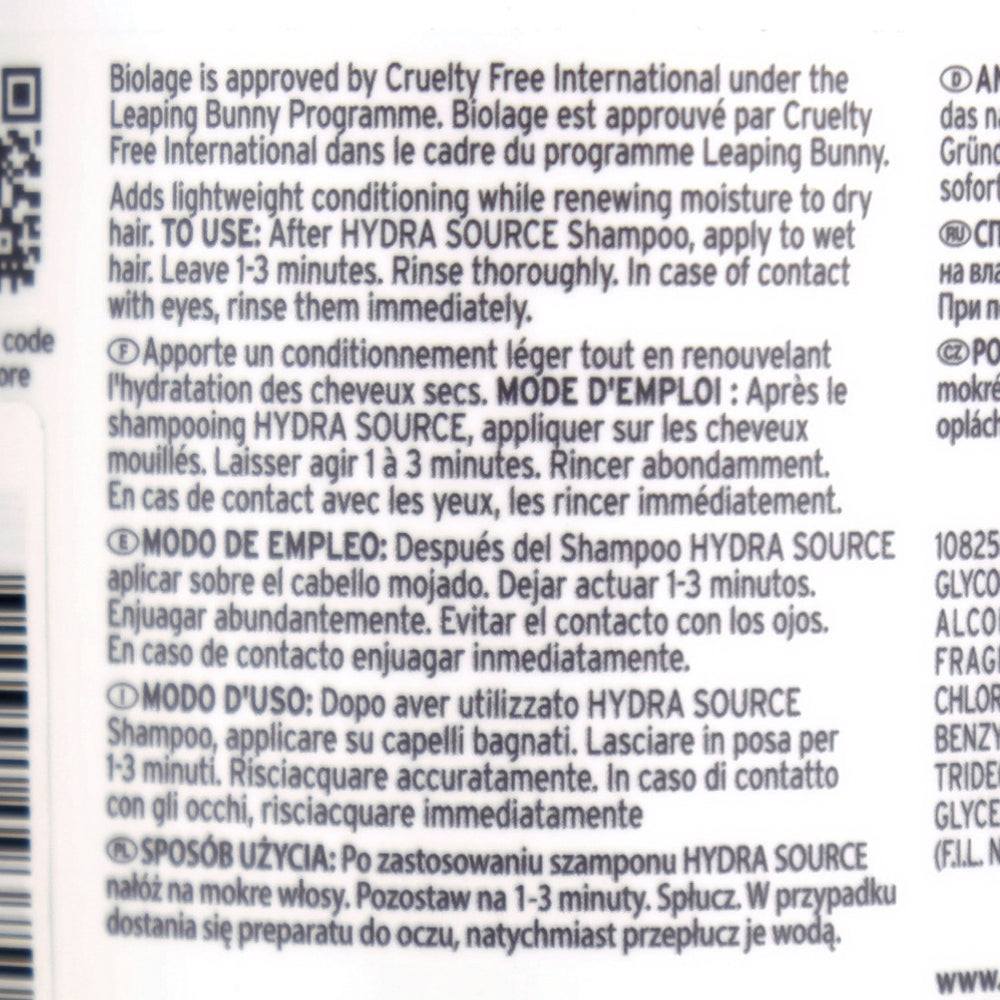 code
ore
Biolage is approved by Cruelty Free International under the
Leaping Bunny Programme. Biolage est approuvé par Cruelty
Free International dans le cadre du programme Leaping Bunny.
Adds lightweight conditioning while renewing moisture to dry
hair. TO USE: After HYDRA SOURCE Shampoo, apply to wet
hair. Leave 1-3 minutes. Rinse thoroughly. In case of contact
with eyes, rinse them immediately.
F Apporte un conditionnement léger tout en renouvelant
l'hydratation des cheveux secs. MODE D'EMPLOI : Après le
shampooing HYDRA SOURCE, appliquer sur les cheveux
mouillés. Laisser agir 1 à 3 minutes. Rincer abondamment.
En cas de contact avec les yeux, les rincer immédiatement.
E MODO DE EMPLEO: Después del Shampoo HYDRA SOURCE
aplicar sobre el cabello mojado. Dejar actuar 1-3 minutos.
Enjuagar abundantemente. Evitar el contacto con los ojos.
En caso de contacto enjuagar inmediatamente.
I MODO D'USO: Dopo aver utilizzato HYDRA SOURCE
Shampoo, applicare su capelli bagnati. Lasciare in posa per
1-3 minuti. Risciacquare accuratamente. In caso di contatto
con gli occhi, risciacquare immediatamente
PL SPOSÓB UŻYCIA: Po zastosowaniu szamponu HYDRA SOURCE
nałóż na mokre włosy. Pozostaw na 1-3 minuty. Spłucz. W przypadku
dostania się preparatu do oczu, natychmiast przepłucz je wodą.
D AN
das n
Gründ
sofort
RU СП
на вла
При п
CZ PO
mokré
oplách
10825
GLYCO
ALCO
FRAG
CHLOR
BENZY
TRIDE
GLYCE
(F.I.L. N
www.